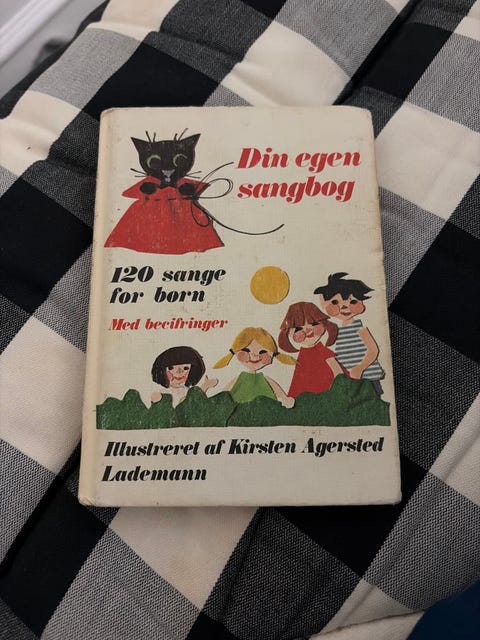 Din egen
sangbog
120 sange
for børn
Med becifringer
Illustreret af Kirsten Agersted
Lademann